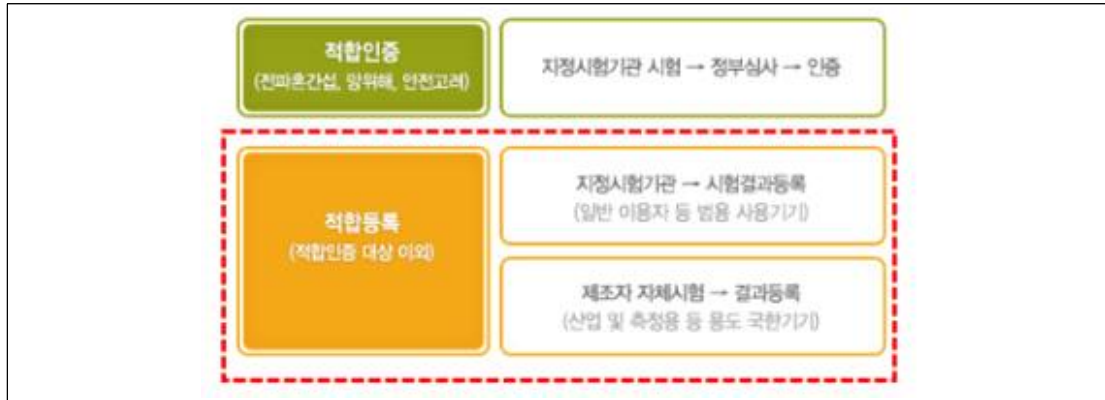 적합인증
(전파혼간섭, 망위해, 안전고려)
지정시험기관 시험 → 정부심사 → 인증
적합등록
(적합인증 대상 이외)
지정시험기관 → 시험결과등록
(일반 이용자 등 범용 사용기기)
제조자 자체시험 → 결과등록
(산업 및 측정용 등 용도 국한기기)